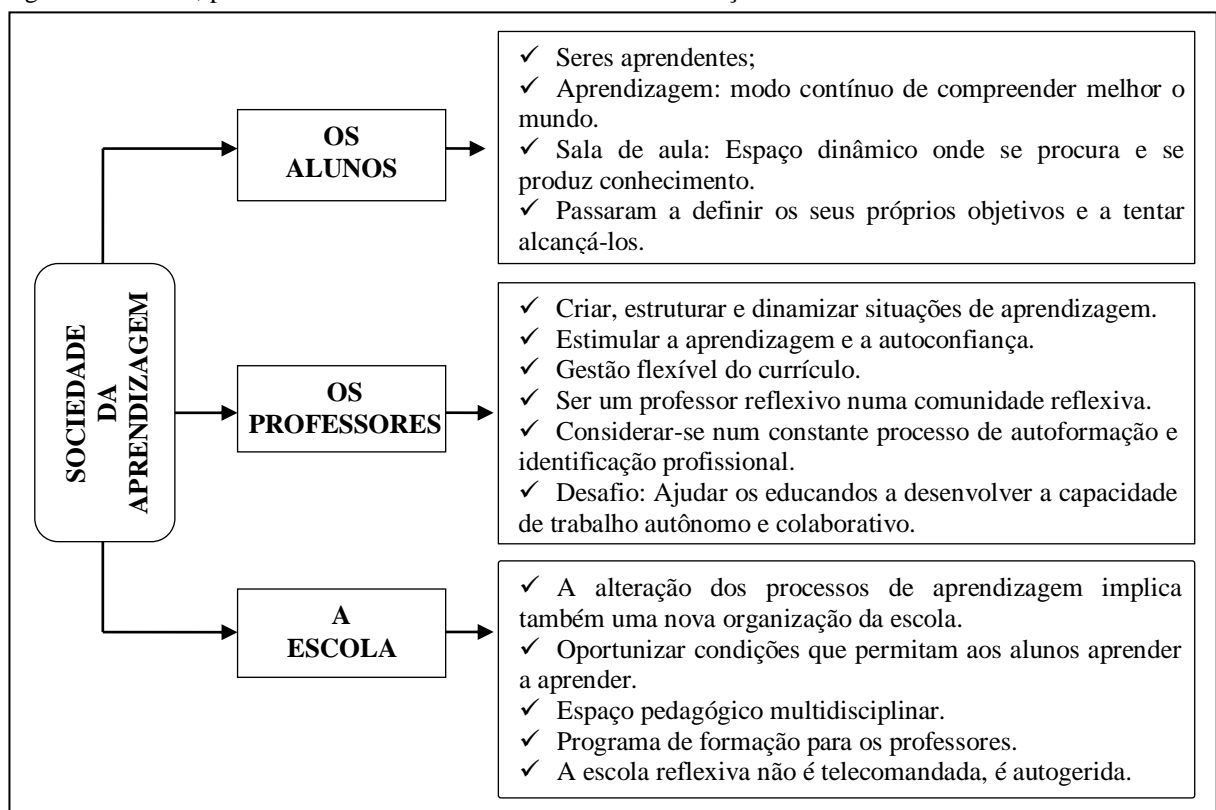 SOCIEDADE
DA
APRENDIZAGEM
OS
ALUNOS
✓ Seres aprendentes;
✓ Aprendizagem: modo contínuo de compreender melhor o
mundo.
✓ Sala de aula: Espaço dinâmico onde se procura e se
produz conhecimento.
✓ Passaram a definir os seus próprios objetivos e a tentar
alcançá-los.
OS
PROFESSORES
✓ Criar, estruturar e dinamizar situações de aprendizagem.
✓ Estimular a aprendizagem e a autoconfiança.
✓ Gestão flexível do currículo.
✓ Ser um professor reflexivo numa comunidade reflexiva.
✓ Considerar-se num constante processo de autoformação e
identificação profissional.
✓ Desafio: Ajudar os educandos a desenvolver a capacidade
de trabalho autônomo e colaborativo.
A
ESCOLA
✓ A alteração dos processos de aprendizagem implica
também uma nova organização da escola.
✓ Oportunizar condições que permitam aos alunos aprender
a aprender.
✓ Espaço pedagógico multidisciplinar.
✓ Programa de formação para os professores.
✓ A escola reflexiva não é telecomandada, é autogerida.